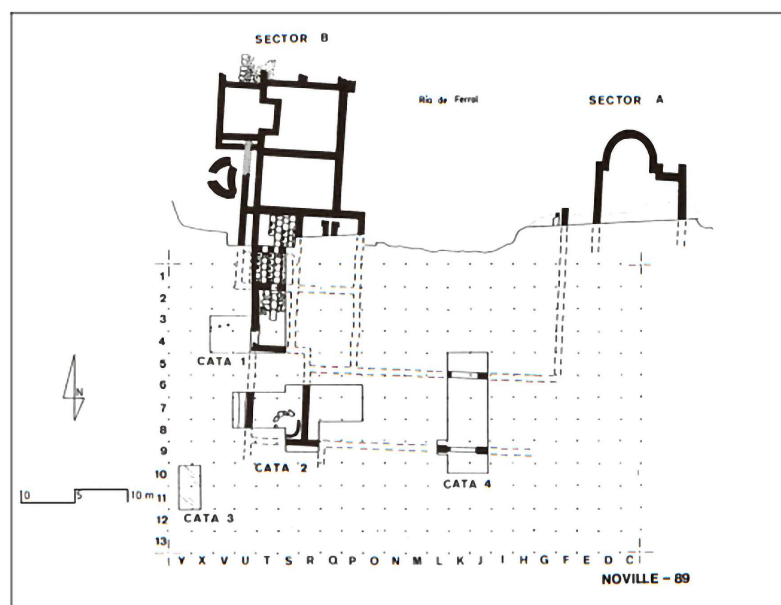 SECTOR B
Ria de Ferrol
SECTOR A
1
2
3
4
CATA 1
5
6
N
7
8
9
CATA 2
10
CATA 4
0 5 10 m
11
12
CATA 3
13
Y X V U T S R Q P O N M L K J I H G F E D C
NOVILLE - 89